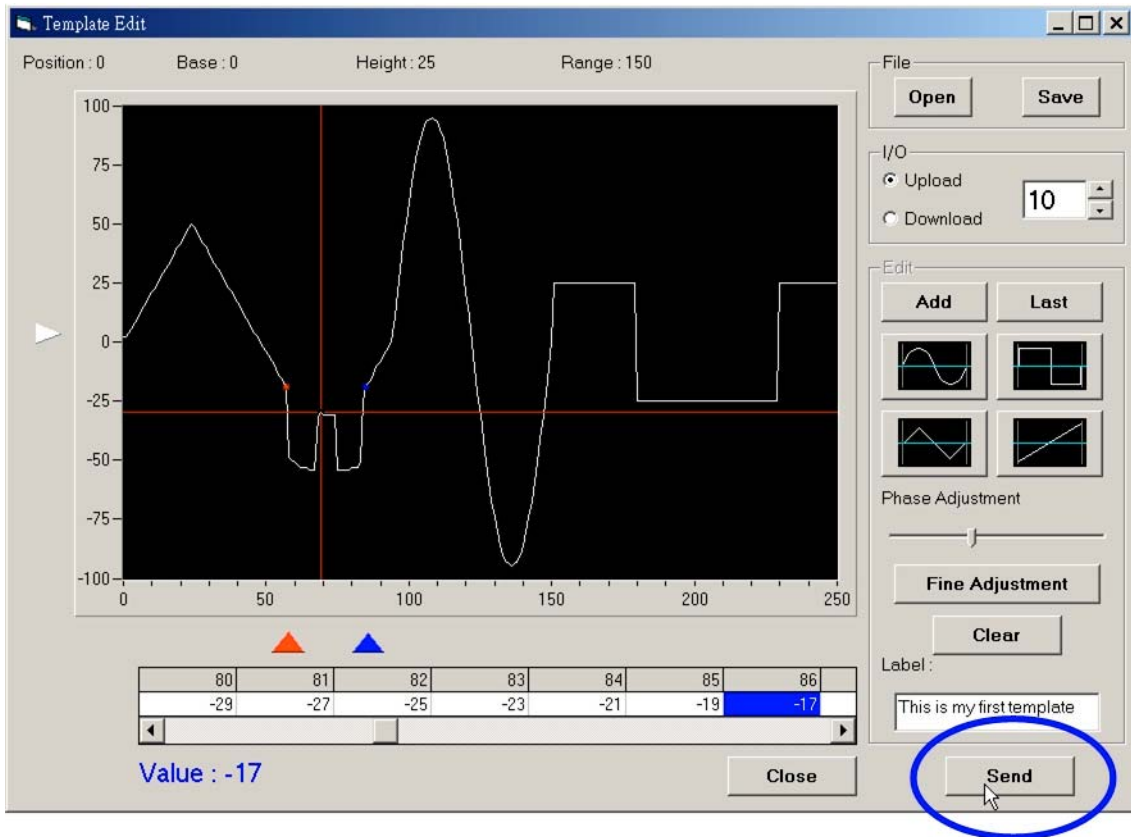 Template Edit
Position : 0 Base : 0 Height : 25 Range : 150
100
75
50
25
0
-25
-50
-75
-100
0 50 100 150 200 250
80 81 82 83 84 85 86
-29 -27 -25 -23 -21 -19 -17
Value : -17
Close
File
Open Save
I/O
Upload
Download
10
Edit
Add Last
Phase Adjustment
Fine Adjustment
Clear
Label :
This is my first template
Send